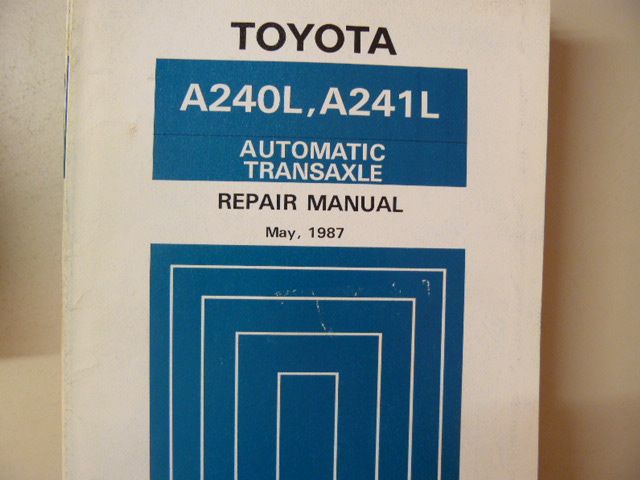 TOYOTA
A240L, A241L
AUTOMATIC
TRANSAXLE
REPAIR MANUAL
May, 1987